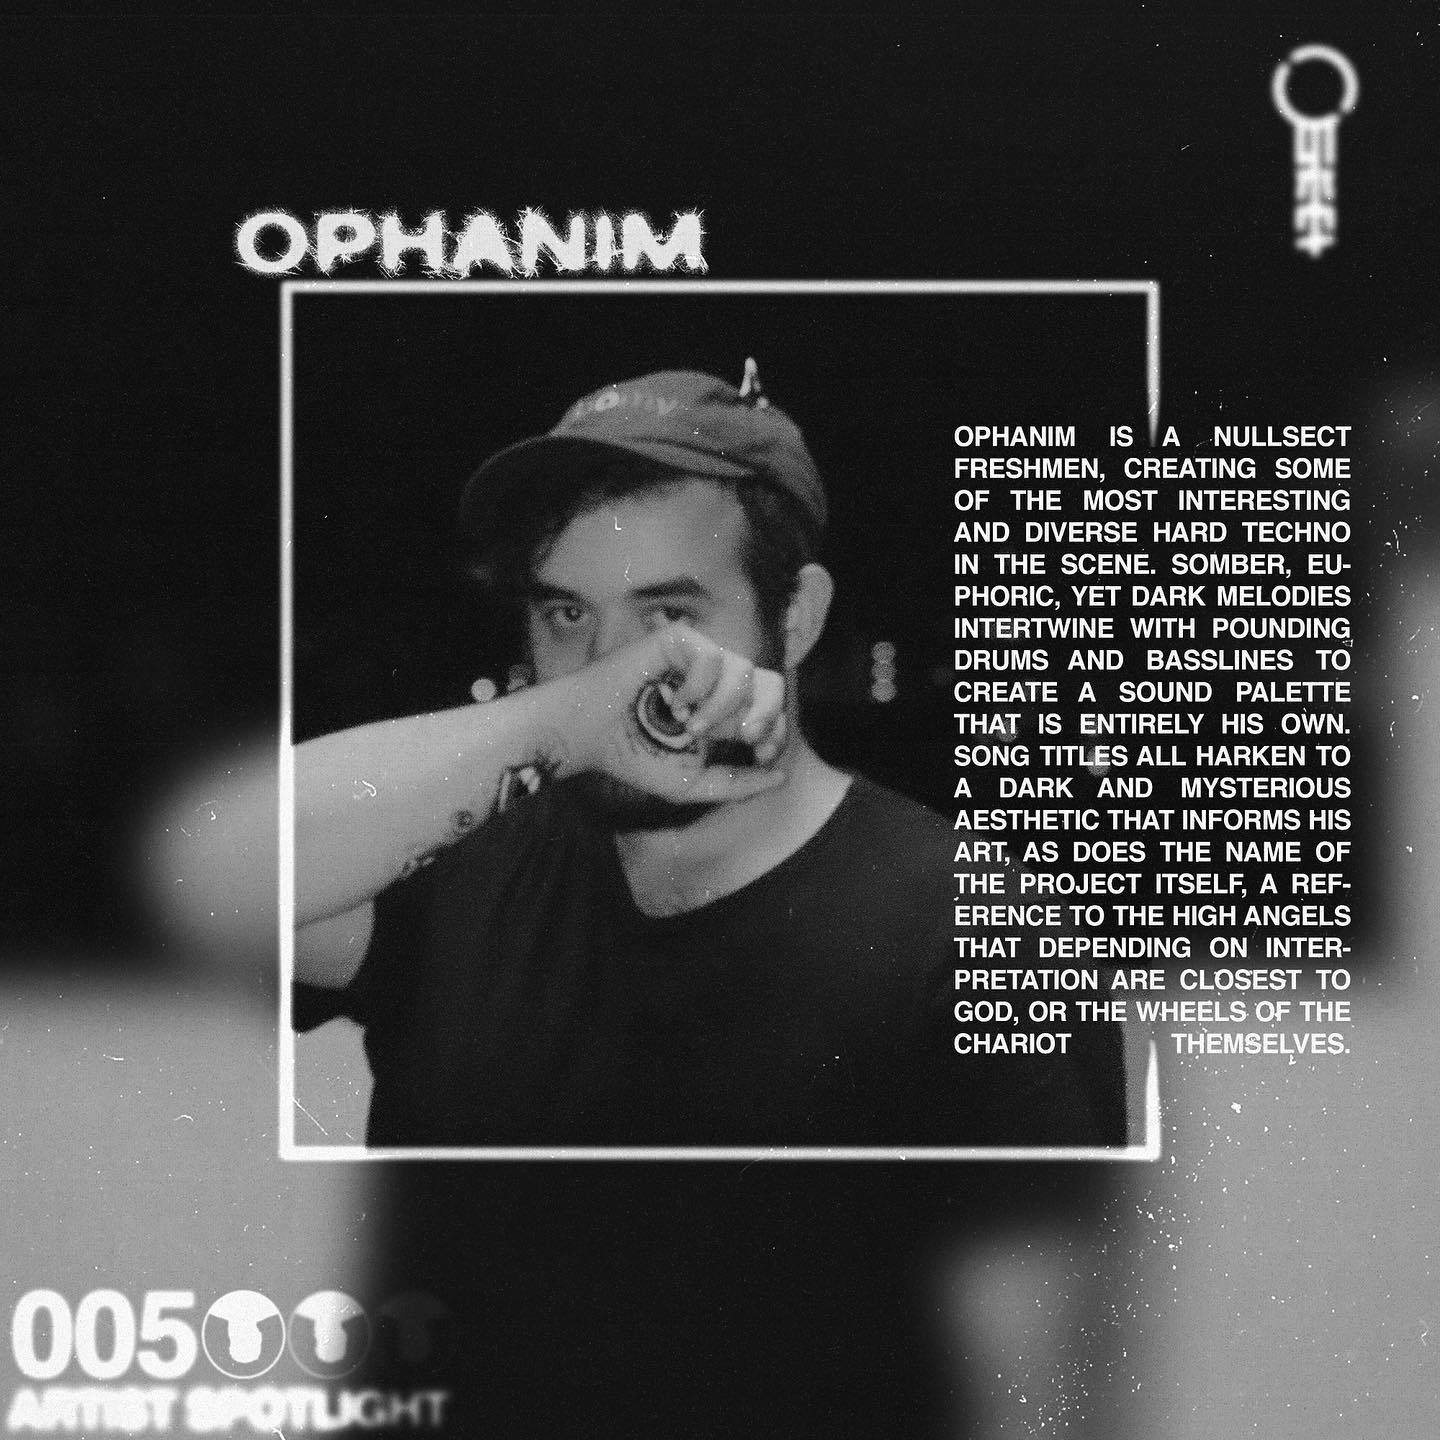 OPHANIM
OPHANIM IS A NULLSECT
FRESHMEN, CREATING SOME
OF THE MOST INTERESTING
AND DIVERSE HARD TECHNO
IN THE SCENE. SOMBER, EU-
PHORIC, YET DARK MELODIES
INTERTWINE WITH POUNDING
DRUMS AND BASSLINES TO
CREATE A SOUND PALETTE
THAT IS ENTIRELY HIS OWN.
SONG TITLES ALL HARKEN TO
A DARK AND MYSTERIOUS
AESTHETIC THAT INFORMS HIS
ART, AS DOES THE NAME OF
THE PROJECT ITSELF, A REF-
ERENCE TO THE HIGH ANGELS
THAT DEPENDING ON INTER-
PRETATION ARE CLOSEST TO
GOD, OR THE WHEELS OF THE
CHARIOT THEMSELVES.
005
ARTIST SPOTLIGHT